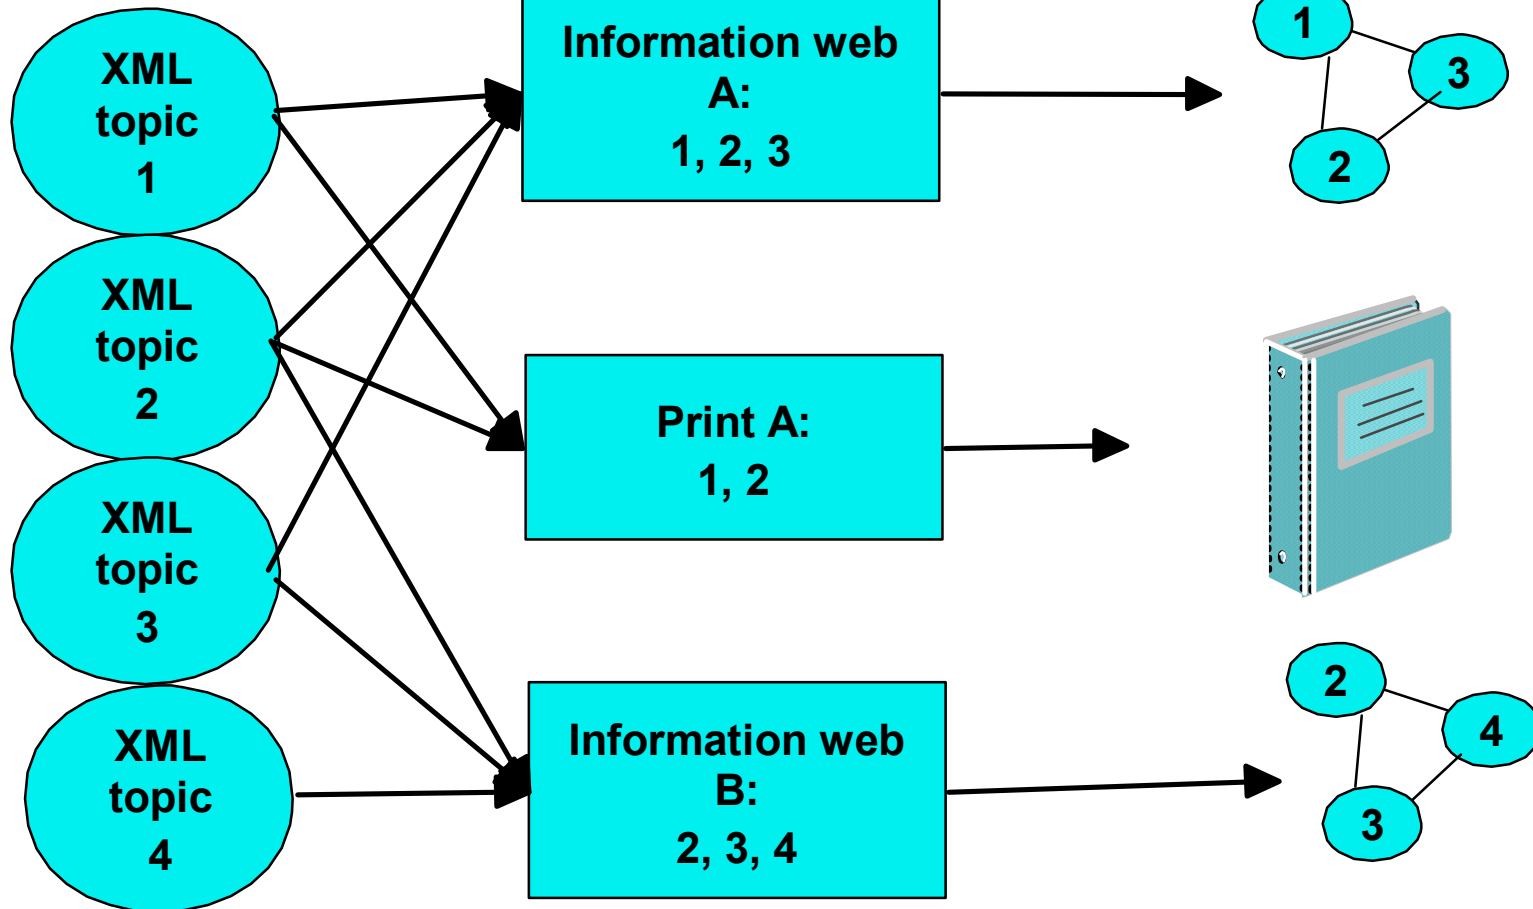 XML
topic
1
XML
topic
2
XML
topic
3
XML
topic
4
Information web
A:
1, 2, 3
Print A:
1, 2
Information web
B:
2, 3, 4
1
3
2
2
4
3